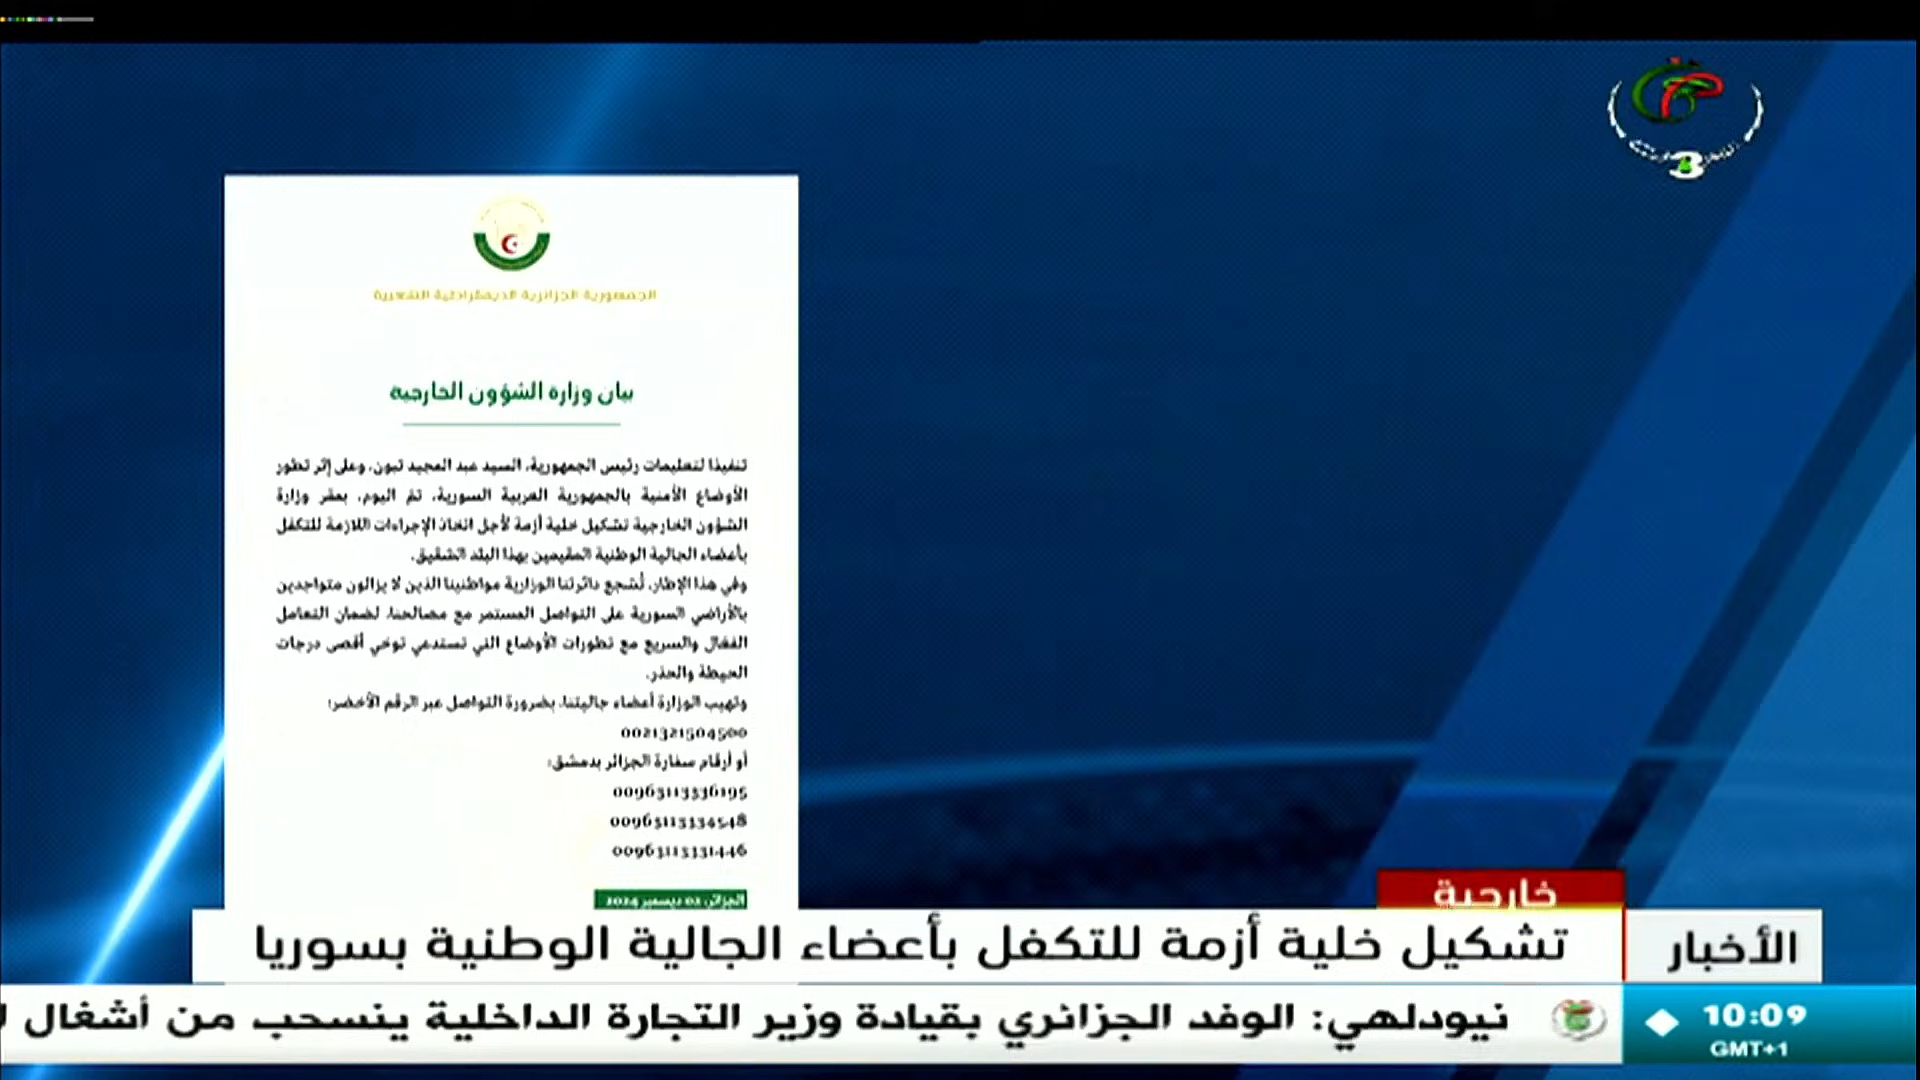 الجمهورية الجزائرية الديمقراطية الشعبية
بيان وزارة الشؤون الخارجية
تنفيذا لتعليمات رئيس الجمهورية، السيد عبد المجيد تبون، وعلى إثر تطور
الأوضاع الأمنية بالجمهورية العربية السورية، تم اليوم، بمقر وزارة
الشؤون الخارجية تشكيل خلية أزمة لأجل اتخاذ الإجراءات اللازمة للتكفل
بأعضاء الجالية الوطنية المقيمين بهذا البلد الشقيق.
وفي هذا الإطار، تُشجع دائرتنا الوزارية مواطنينا الذين لا يزالون متواجدين
بالأراضي السورية على التواصل المستمر مع مصالحنا، لضمان التعامل
الفعّال والسريع مع تطورات الأوضاع التي تستدعي توخي أقصى درجات
الحيطة والحذر.
وتهيب الوزارة أعضاء جاليتنا، بضرورة التواصل عبر الرقم الأخضر:
0021321504500
أو أرقام سفارة الجزائر بدمشق:
00963113336195
00963113334548
00963113331446
الجزائر، 02 ديسمبر 2024
3
خارجية
الأخبار
تشكيل خلية أزمة للتكفل بأعضاء الجالية الوطنية بسوريا
10:09
GMT+1
نيودلهي: الوفد الجزائري بقيادة وزير التجارة الداخلية ينسحب من أشغال